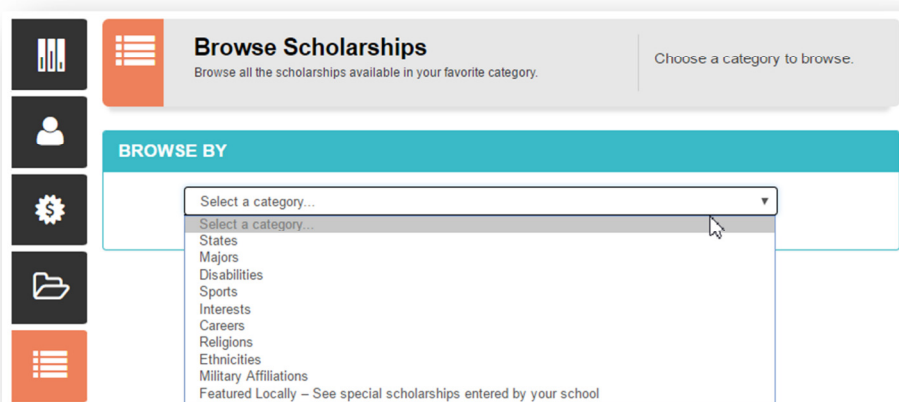 Browse Scholarships
Browse all the scholarships available in your favorite category.
Choose a category to browse.
BROWSE BY
Select a category...
Select a category...
States
Majors
Disabilities
Sports
Interests
Careers
Religions
Ethnicities
Military Affiliations
Featured Locally – See special scholarships entered by your school